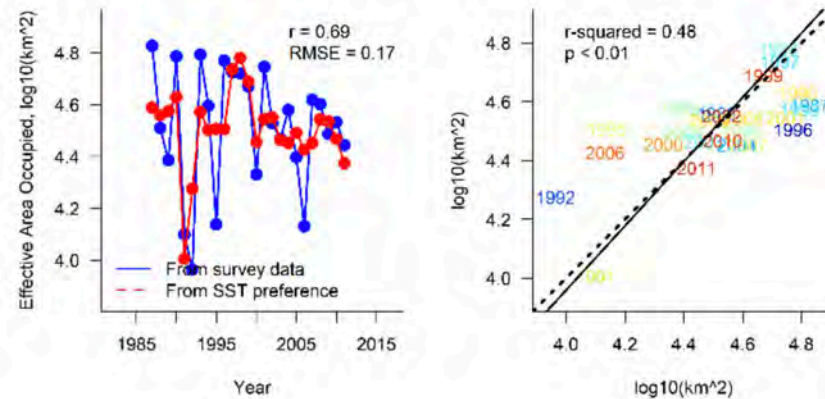 r = 0.69
RMSE = 0.17
Effective Area Occupied, log10(km^2)
4.8
4.6
4.4
4.2
4.0
From survey data
From SST preference
1985
1995
2005
2015
Year
r-squared = 0.48
p < 0.01
log10(km^2)
4.8
4.6
4.4
4.2
4.0
1999
1987
1996
2006
2000
2002
2010
2011
1992
4.0
4.2
4.4
4.6
4.8
log10(km^2)